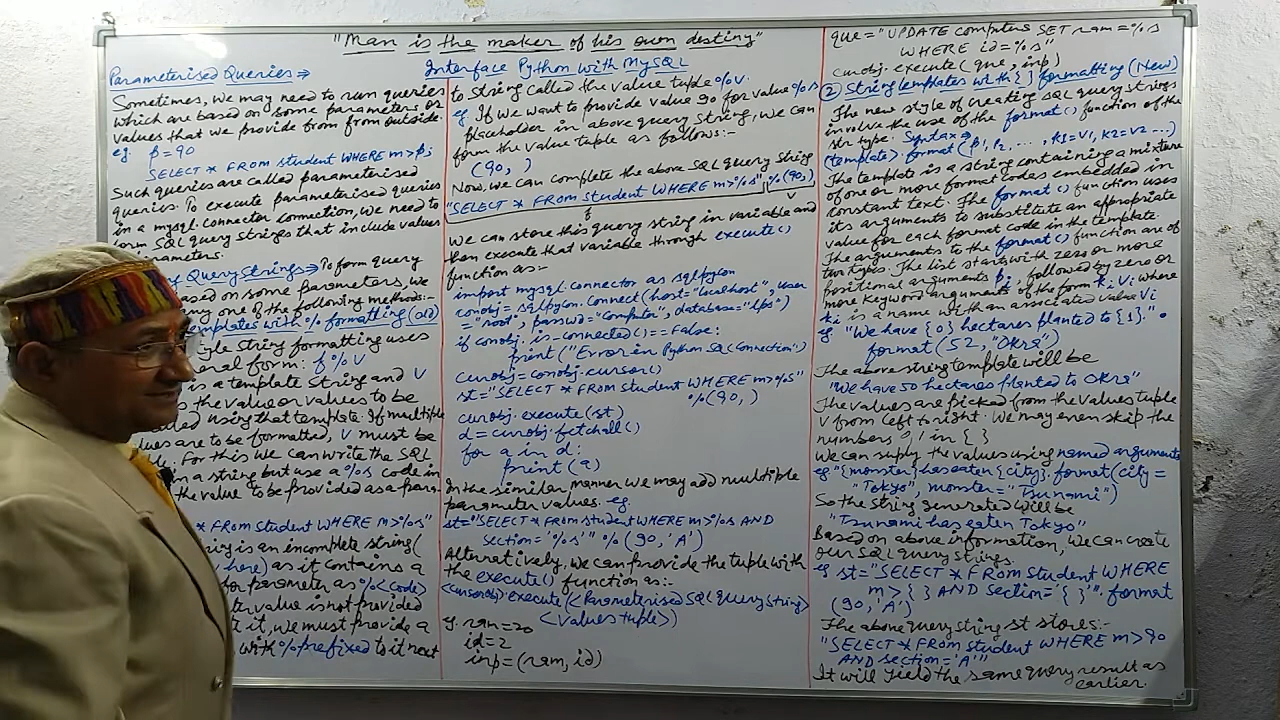 "Man is the maker of his own destiny"
Interface Python with MySQL
Parameterised Queries ⇒
Sometimes, we may need to run queries
which are based on some parameters or
values that we provide from from outside.
eg: p=90
SELECT * FROM student WHERE m>p;
Such queries are called parameterised
queries. To execute parameterised queries
in a mysql. connector connection, we need to
form SQL query strings that include values
parameters.
Query Strings ⇒ To form query
ased on some parameters, we
any one of the following methods:-
emplates with % formatting (old)
style string formatting uses
eral form: f % V
is a template string and V
s the value or values to be
using that template. If multiple
lues are to be formatted, V must be
. For this we can write the SQL
n a string but use a %s code in
the value to be provided as a para-
* FROM student WHERE m>%s"
ring is an incomplete string (
here) as it contains a
for parameter as %<code>
ter value is not provided
it, we must provide a
with % prefixed to it next
to string called the value tuple % V.
eg If we want to provide value 90 for value %s
placeholder in above query string, we can
form the value tuple as follows:-
(90, )
Now, we can complete the above SQL query string
"SELECT * FROM student WHERE m>%s" % (90,)
f V
We can store this query string in variable and
then execute that variable through execute()
function as:-
import mysql.connector as sqlpylon
conobj=sqlpylon.connect(host="localhost", user
="root", passwd="Computer", database="lps")
if conobj.is_connected()==False:
print("Error in Python SQL Connection")
curobj=conobj.cursor()
st="SELECT * FROM student WHERE m>%s"
%(90, )
curobj.execute(st)
d=curobj.fetchall()
for a in d:
print(a)
In the similar manner we may add multiple
parameter values. eg
st="SELECT * FROM student WHERE m>%s AND
section='%s'" % (90,'A')
Alternatively, we can provide the tuple with
the execute() function as:-
<cursorobj>.execute(<Parameterised SQL query string>
<values tuple>)
eg. ram=20
id=2
inp=(ram, id)
que="UPDATE computers SET ram=%s
WHERE id=%s"
curobj.execute(que, inp)
② String templates with { } formatting (New)
The new style of creating SQL query strings
involve the use of the format() function of the
str type. Syntax⇒
(template). format(p1, p2, ..., k1=v1, k2=v2...)
The template is a string containing a mixture
of one or more format codes embedded in
constant text. The format() function uses
its arguments to substitute an appropriate
value for each format code in the template.
The arguments to the format() function are of
two types. The list starts with zero or more
positional arguments pi, followed by zero or
more keyword arguments of the form ki=vi where
ki is a name with an associated value vi
eg "We have {0} hectares planted to {1}." .
format(52, "Okra")
The above string template will be
"We have 50 hectares planted to Okra"
The values are picked from the values tuple
V from left to right. We may even skip the
numbers 0,1 in { }
We can supply the values using named arguments
eg "{monster} has eaten {city}. format(city=
"Tokyo", monster="Tsunami")
So the string generated will be
"Tsunami has eaten Tokyo"
Based on above information, we can create
our SQL query strings.
eg st="SELECT * FROM student WHERE
m>{ } AND section='{ }'". format
(90,'A')
The above query string st stores:-
"SELECT * FROM student WHERE m>90
AND section='A'"
It will yield the same query result as
earlier.